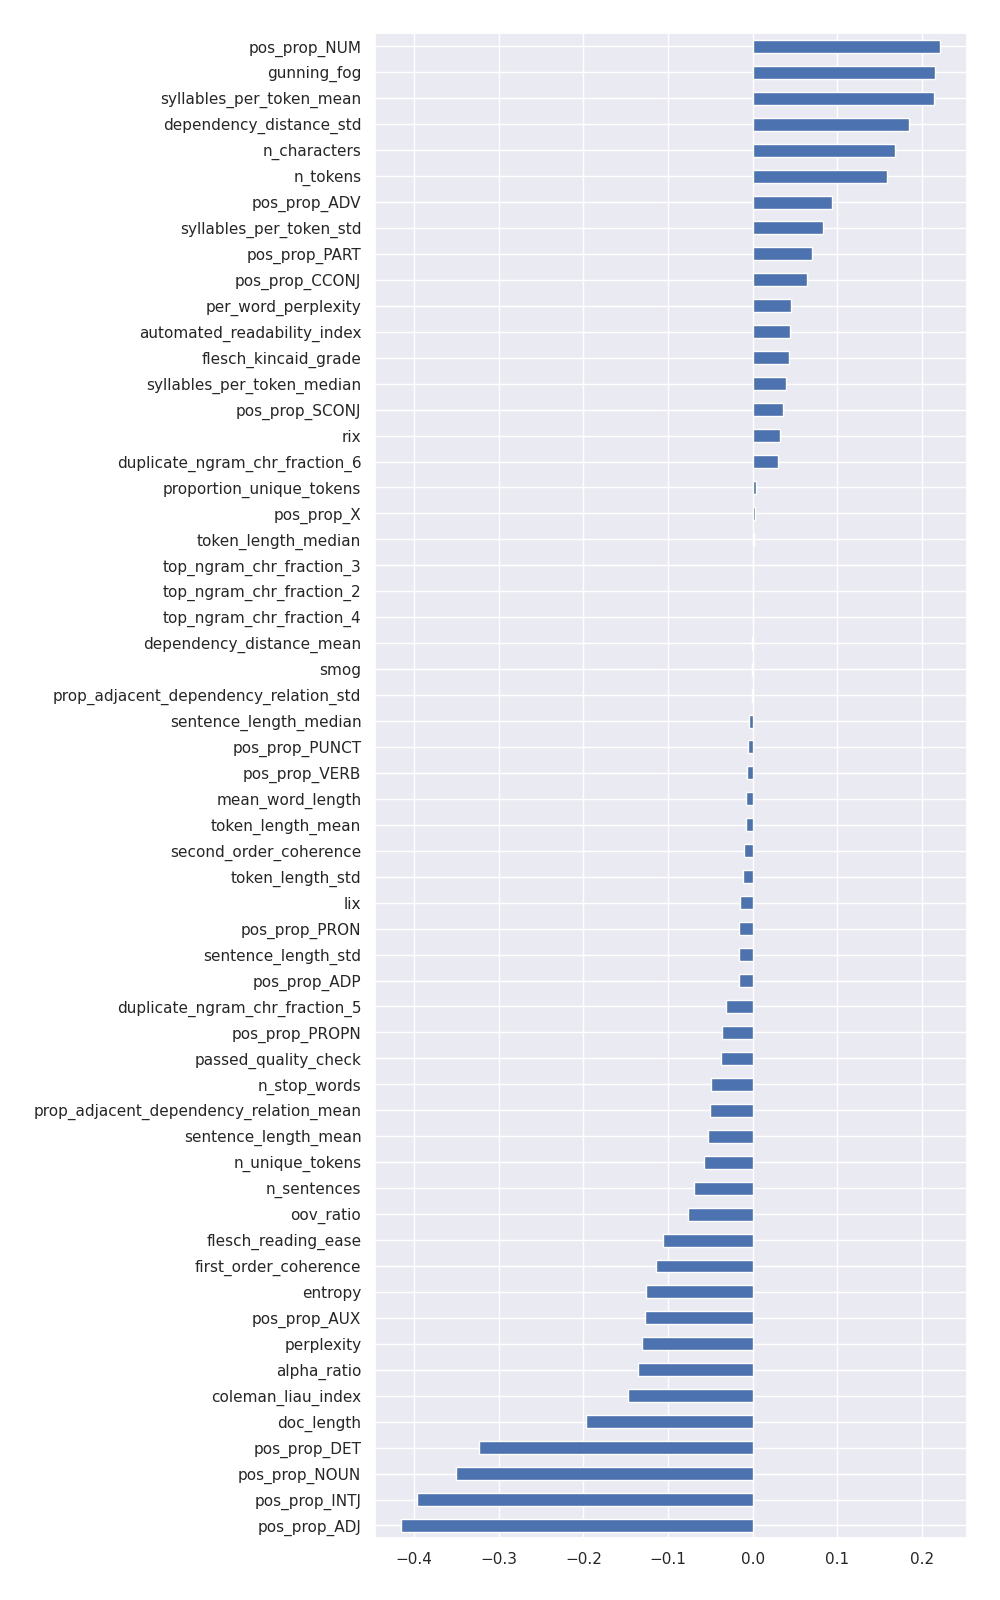 pos_prop_NUM
gunning_fog
syllables_per_token_mean
dependency_distance_std
n_characters
n_tokens
pos_prop_ADV
syllables_per_token_std
pos_prop_PART
pos_prop_CCONJ
per_word_perplexity
automated_readability_index
flesch_kincaid_grade
syllables_per_token_median
pos_prop_SCONJ
rix
duplicate_ngram_chr_fraction_6
proportion_unique_tokens
pos_prop_X
token_length_median
top_ngram_chr_fraction_3
top_ngram_chr_fraction_2
top_ngram_chr_fraction_4
dependency_distance_mean
smog
prop_adjacent_dependency_relation_std
sentence_length_median
pos_prop_PUNCT
pos_prop_VERB
mean_word_length
token_length_mean
second_order_coherence
token_length_std
lix
pos_prop_PRON
sentence_length_std
pos_prop_ADP
duplicate_ngram_chr_fraction_5
pos_prop_PROPN
passed_quality_check
n_stop_words
prop_adjacent_dependency_relation_mean
sentence_length_mean
n_unique_tokens
n_sentences
oov_ratio
flesch_reading_ease
first_order_coherence
entropy
pos_prop_AUX
perplexity
alpha_ratio
coleman_liau_index
doc_length
pos_prop_DET
pos_prop_NOUN
pos_prop_INTJ
pos_prop_ADJ
−0.4 −0.3 −0.2 −0.1 0.0 0.1 0.2